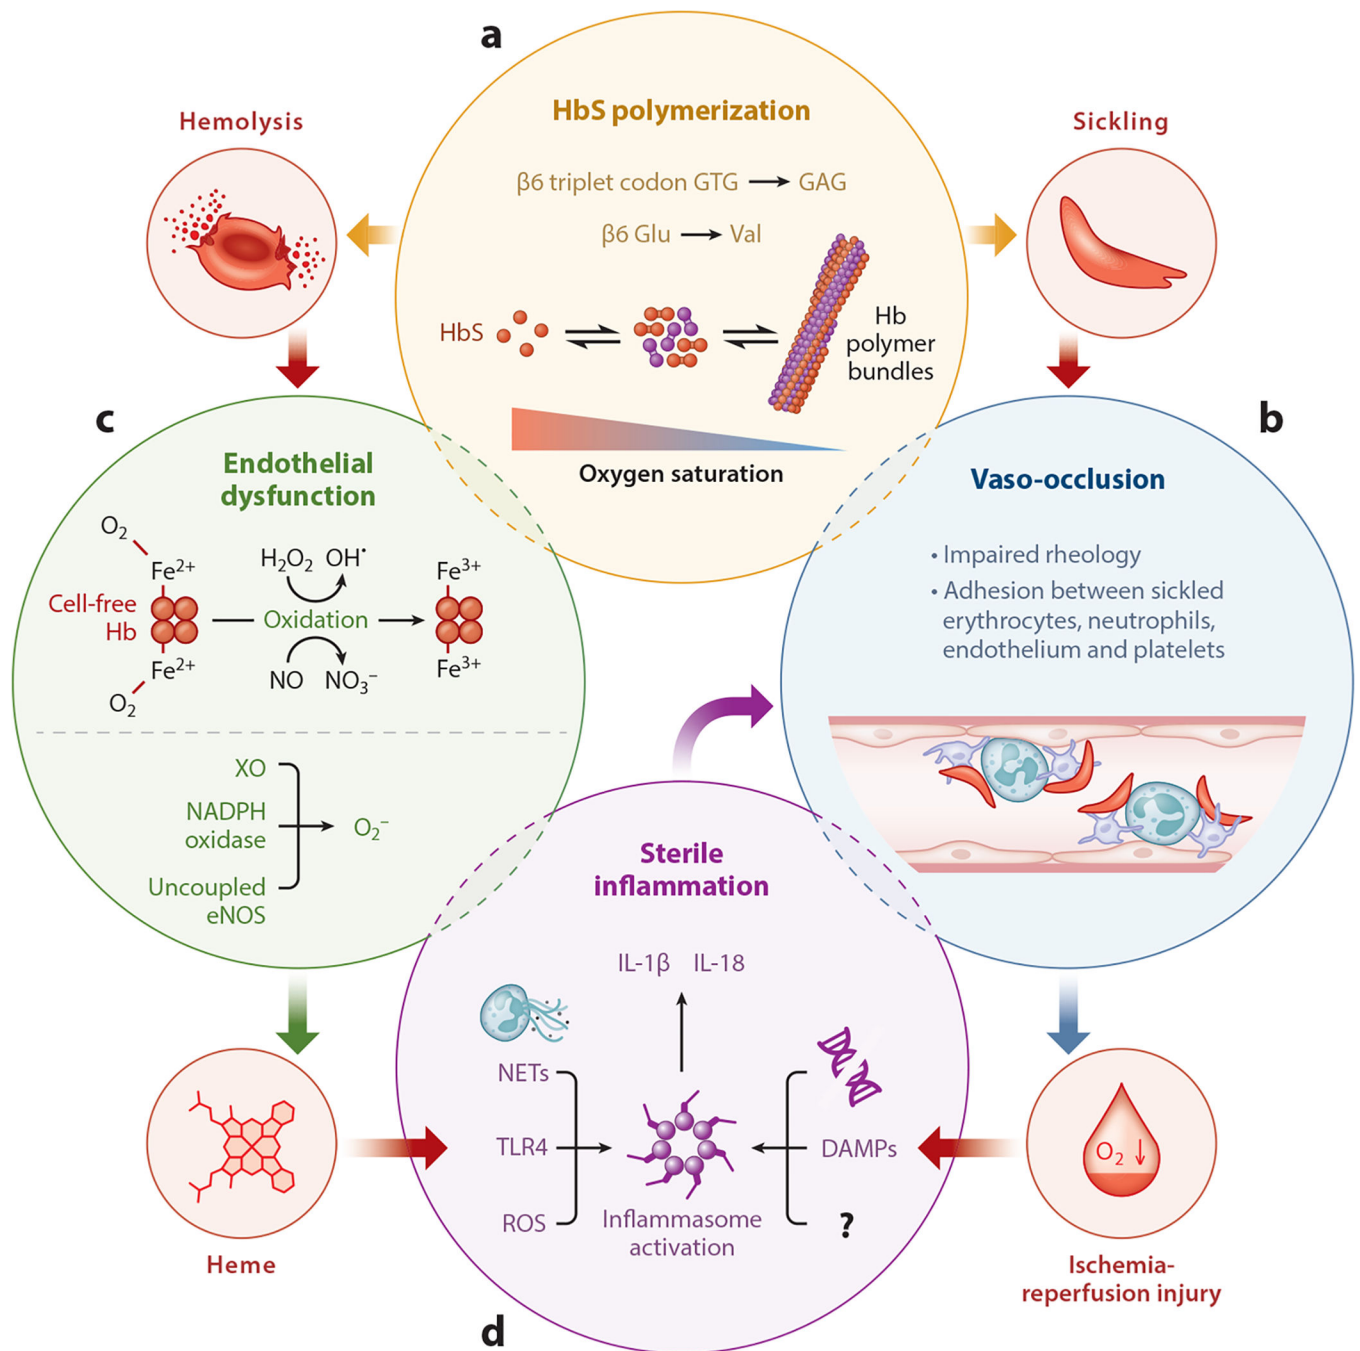 a
HbS polymerization
Hemolysis
Sickling
β6 triplet codon GTG → GAG
β6 Glu → Val
HbS
Hb
polymer
bundles
Oxygen saturation
c
Endothelial
dysfunction
O₂
Fe²⁺
H₂O₂ OH•
Fe³⁺
Cell-free
Hb
Oxidation
Fe²⁺
NO NO₃⁻
Fe³⁺
O₂
XO
NADPH
oxidase
O₂⁻
Uncoupled
eNOS
b
Vaso-occlusion
• Impaired rheology
• Adhesion between sickled
erythrocytes, neutrophils,
endothelium and platelets
Sterile
inflammation
IL-1β IL-18
NETs
TLR4
ROS
DAMPs
?
Inflammasome
activation
d
Heme
O₂ ↓
Ischemia-
reperfusion injury